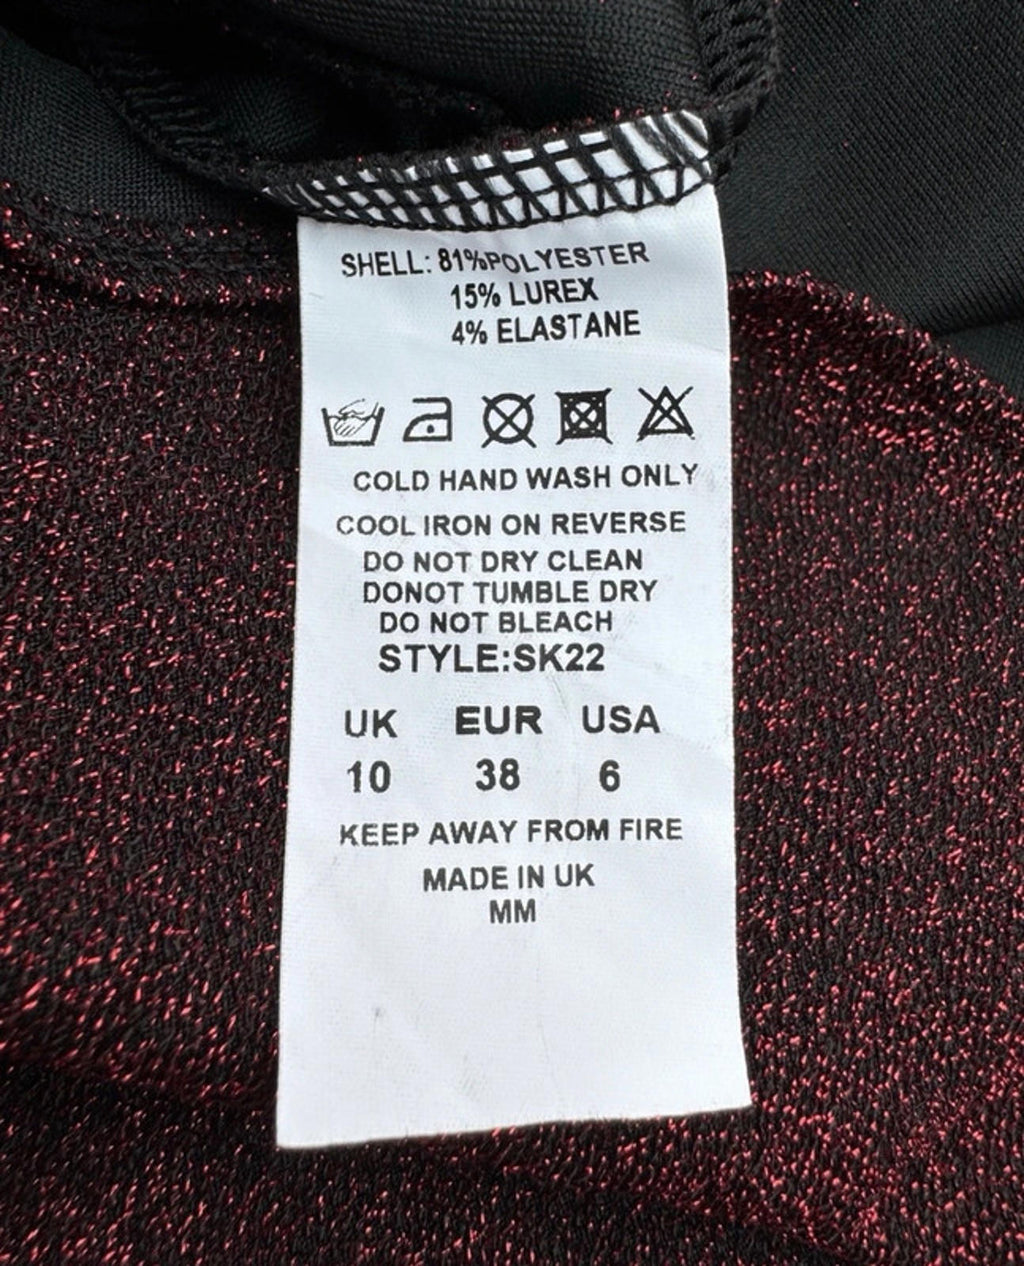 SHELL: 81%POLYESTER
15% LUREX
4% ELASTANE
COLD HAND WASH ONLY
COOL IRON ON REVERSE
DO NOT DRY CLEAN
DONOT TUMBLE DRY
DO NOT BLEACH
STYLE:SK22
UK EUR USA
10 38 6
KEEP AWAY FROM FIRE
MADE IN UK
MM